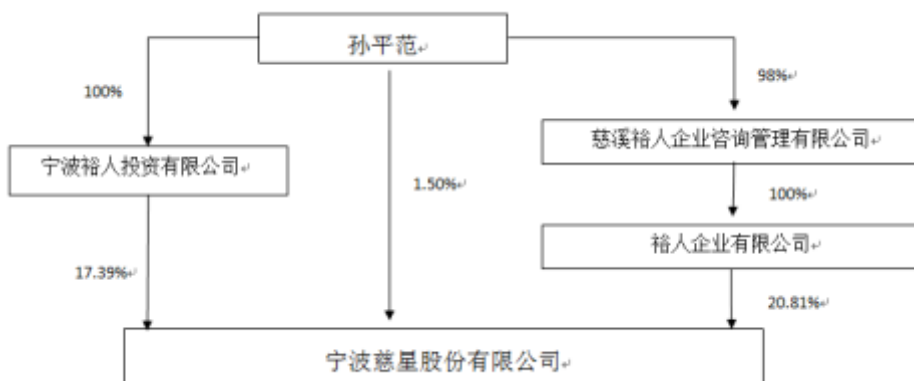 孙平范
100%
98%
宁波裕人投资有限公司
慈溪裕人企业咨询管理有限公司
1.50%
100%
裕人企业有限公司
17.39%
20.81%
宁波慈星股份有限公司